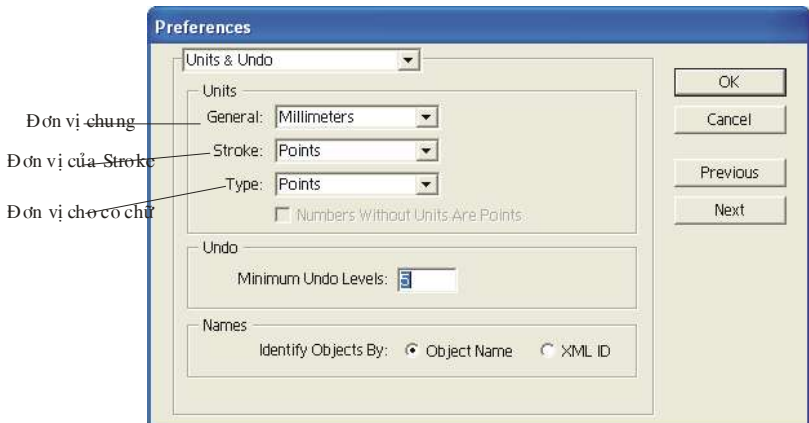 Preferences
Units & Undo
Units
Đơn vị chung
General: Millimeters
Đơn vị của Stroke
Stroke: Points
Đơn vị cho cỡ chữ
Type: Points
Numbers Without Units Are Points
Undo
Minimum Undo Levels: 5
Names
Identify Objects By: Object Name XML ID
OK
Cancel
Previous
Next